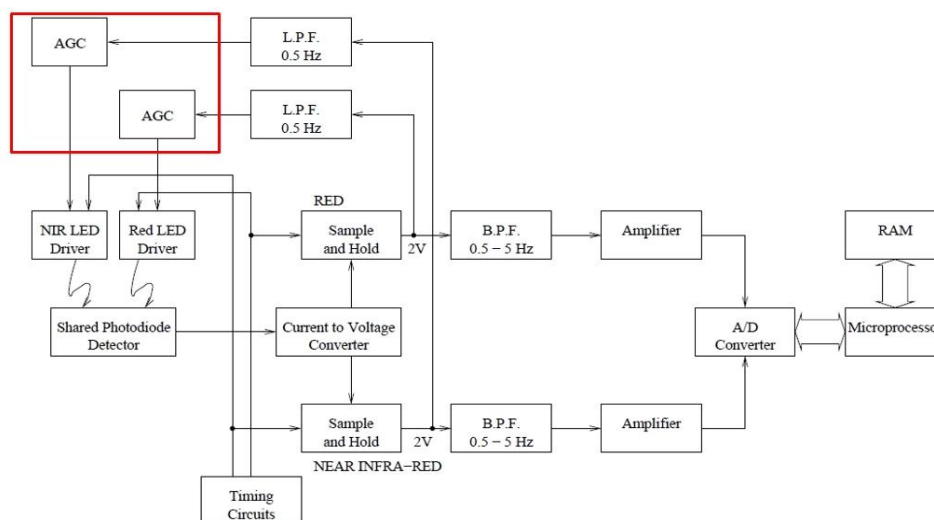 AGC
L.P.F.
0.5 Hz
AGC
L.P.F.
0.5 Hz
RED
NIR LED
Driver
Red LED
Driver
Sample
and Hold
2V
B.P.F.
0.5 − 5 Hz
Amplifier
RAM
Shared Photodiode
Detector
Current to Voltage
Converter
A/D
Converter
Microprocessor
Sample
and Hold
2V
B.P.F.
0.5 − 5 Hz
Amplifier
NEAR INFRA−RED
Timing
Circuits